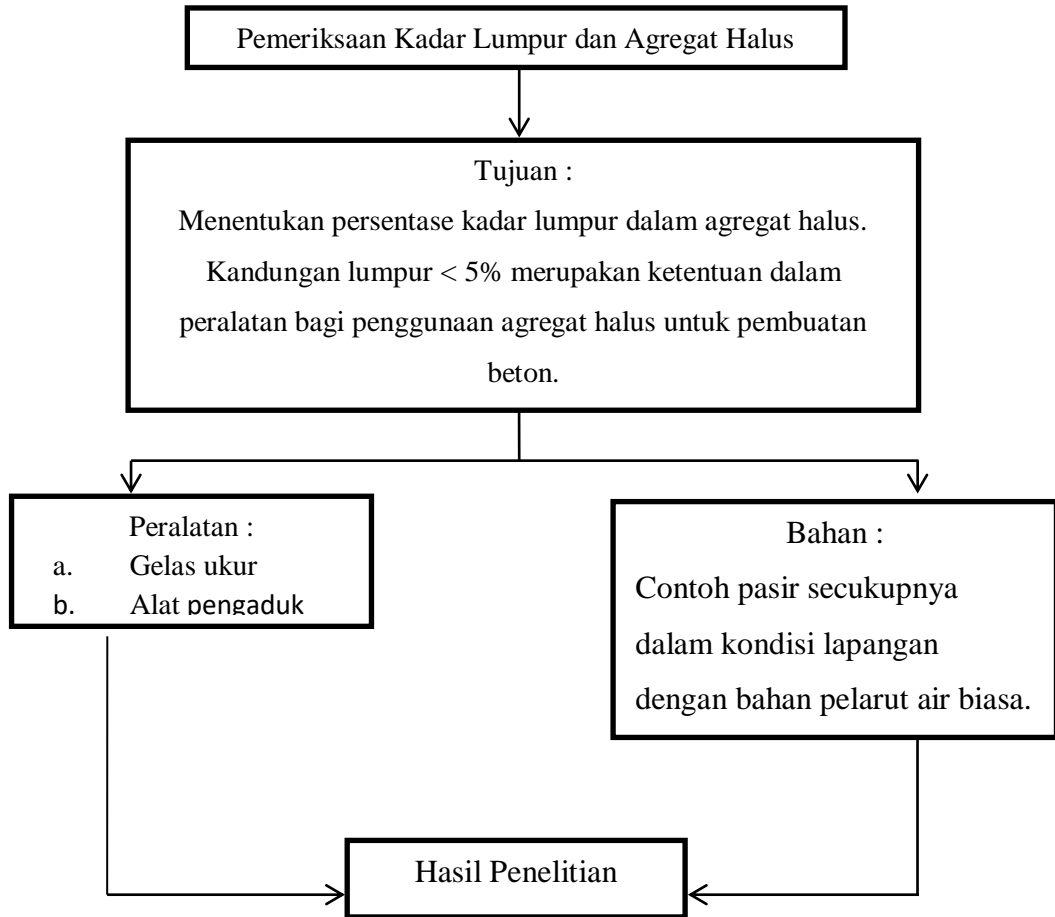 Pemeriksaan Kadar Lumpur dan Agregat Halus
Tujuan :
Menentukan persentase kadar lumpur dalam agregat halus.
Kandungan lumpur < 5% merupakan ketentuan dalam
peralatan bagi penggunaan agregat halus untuk pembuatan
beton.
Peralatan :
a. Gelas ukur
b. Alat pengaduk
Bahan :
Contoh pasir secukupnya
dalam kondisi lapangan
dengan bahan pelarut air biasa.
Hasil Penelitian